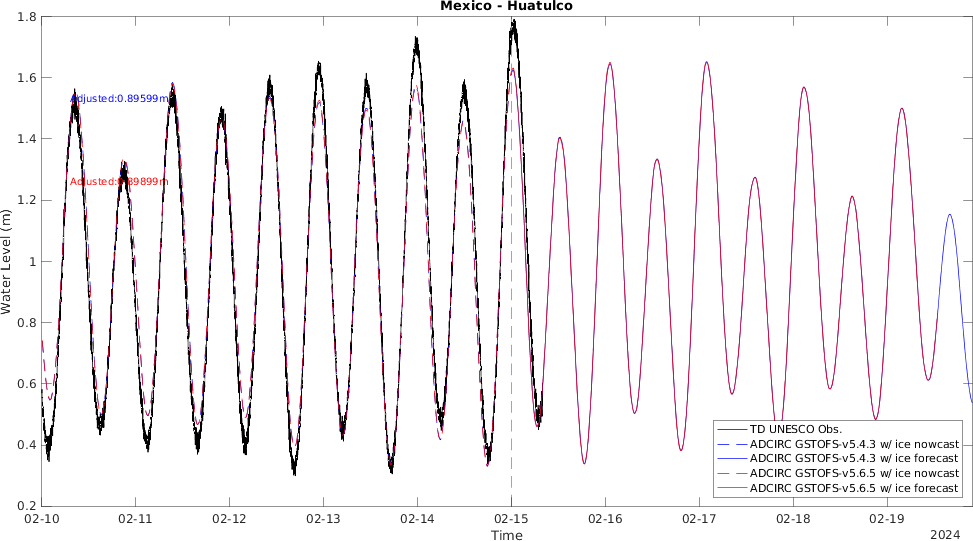 Mexico - Huatulco
1.8
1.6
1.4
1.2
1
0.8
0.6
0.4
0.2
Water Level (m)
Adjusted:0.89599m
Adjusted:0.89899m
TD UNESCO Obs.
ADCIRC GSTOFS-v5.4.3 w/ ice nowcast
ADCIRC GSTOFS-v5.4.3 w/ ice forecast
ADCIRC GSTOFS-v5.6.5 w/ ice nowcast
ADCIRC GSTOFS-v5.6.5 w/ ice forecast
02-10 02-11 02-12 02-13 02-14 02-15 02-16 02-17 02-18 02-19
Time
2024